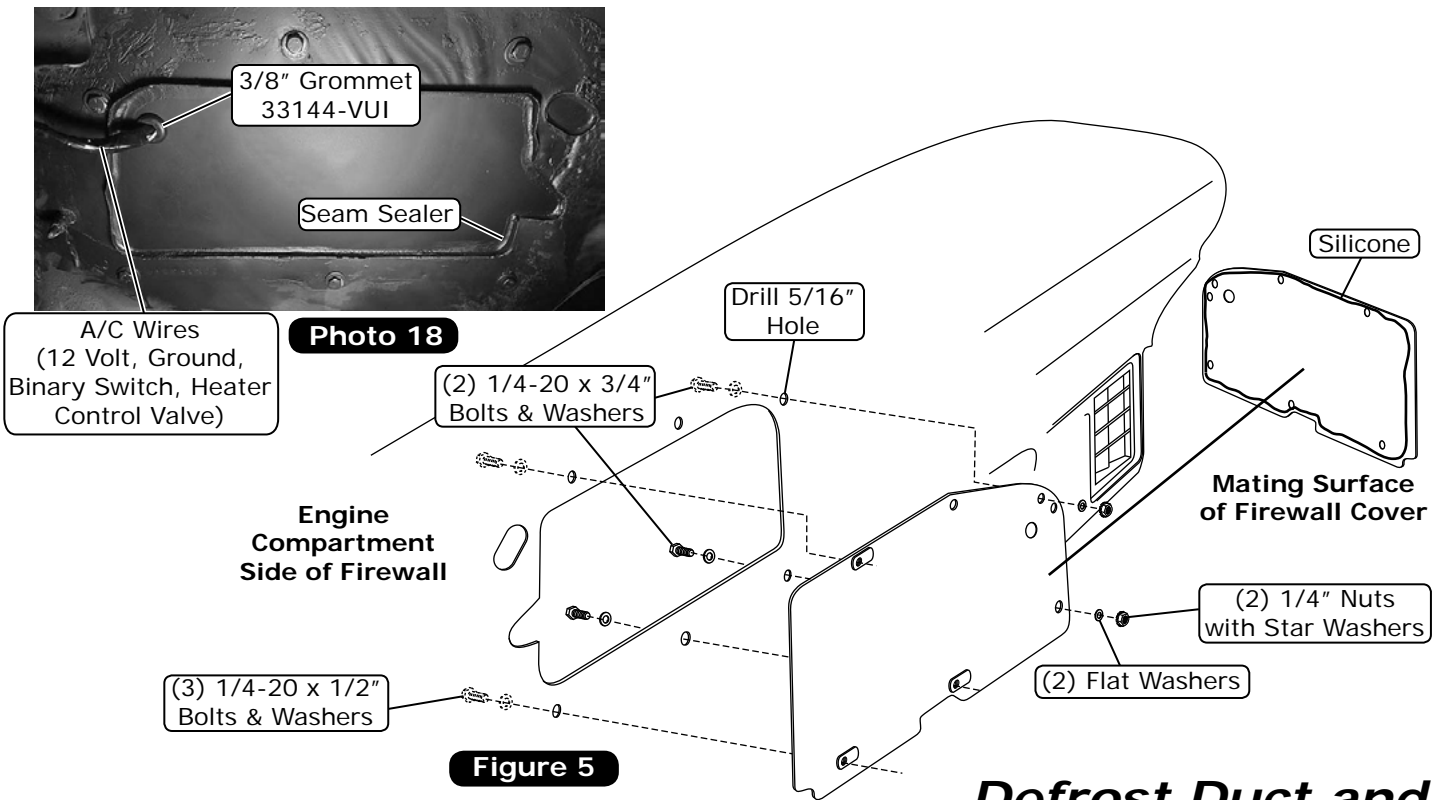 3/8” Grommet
33144-VUI
Seam Sealer
A/C Wires
(12 Volt, Ground,
Binary Switch, Heater
Control Valve)
Photo 18
Drill 5/16”
Hole
Silicone
(2) 1/4-20 x 3/4”
Bolts & Washers
Mating Surface
of Firewall Cover
Engine
Compartment
Side of Firewall
(2) 1/4” Nuts
with Star Washers
(2) Flat Washers
(3) 1/4-20 x 1/2”
Bolts & Washers
Figure 5
Defrost Duct and